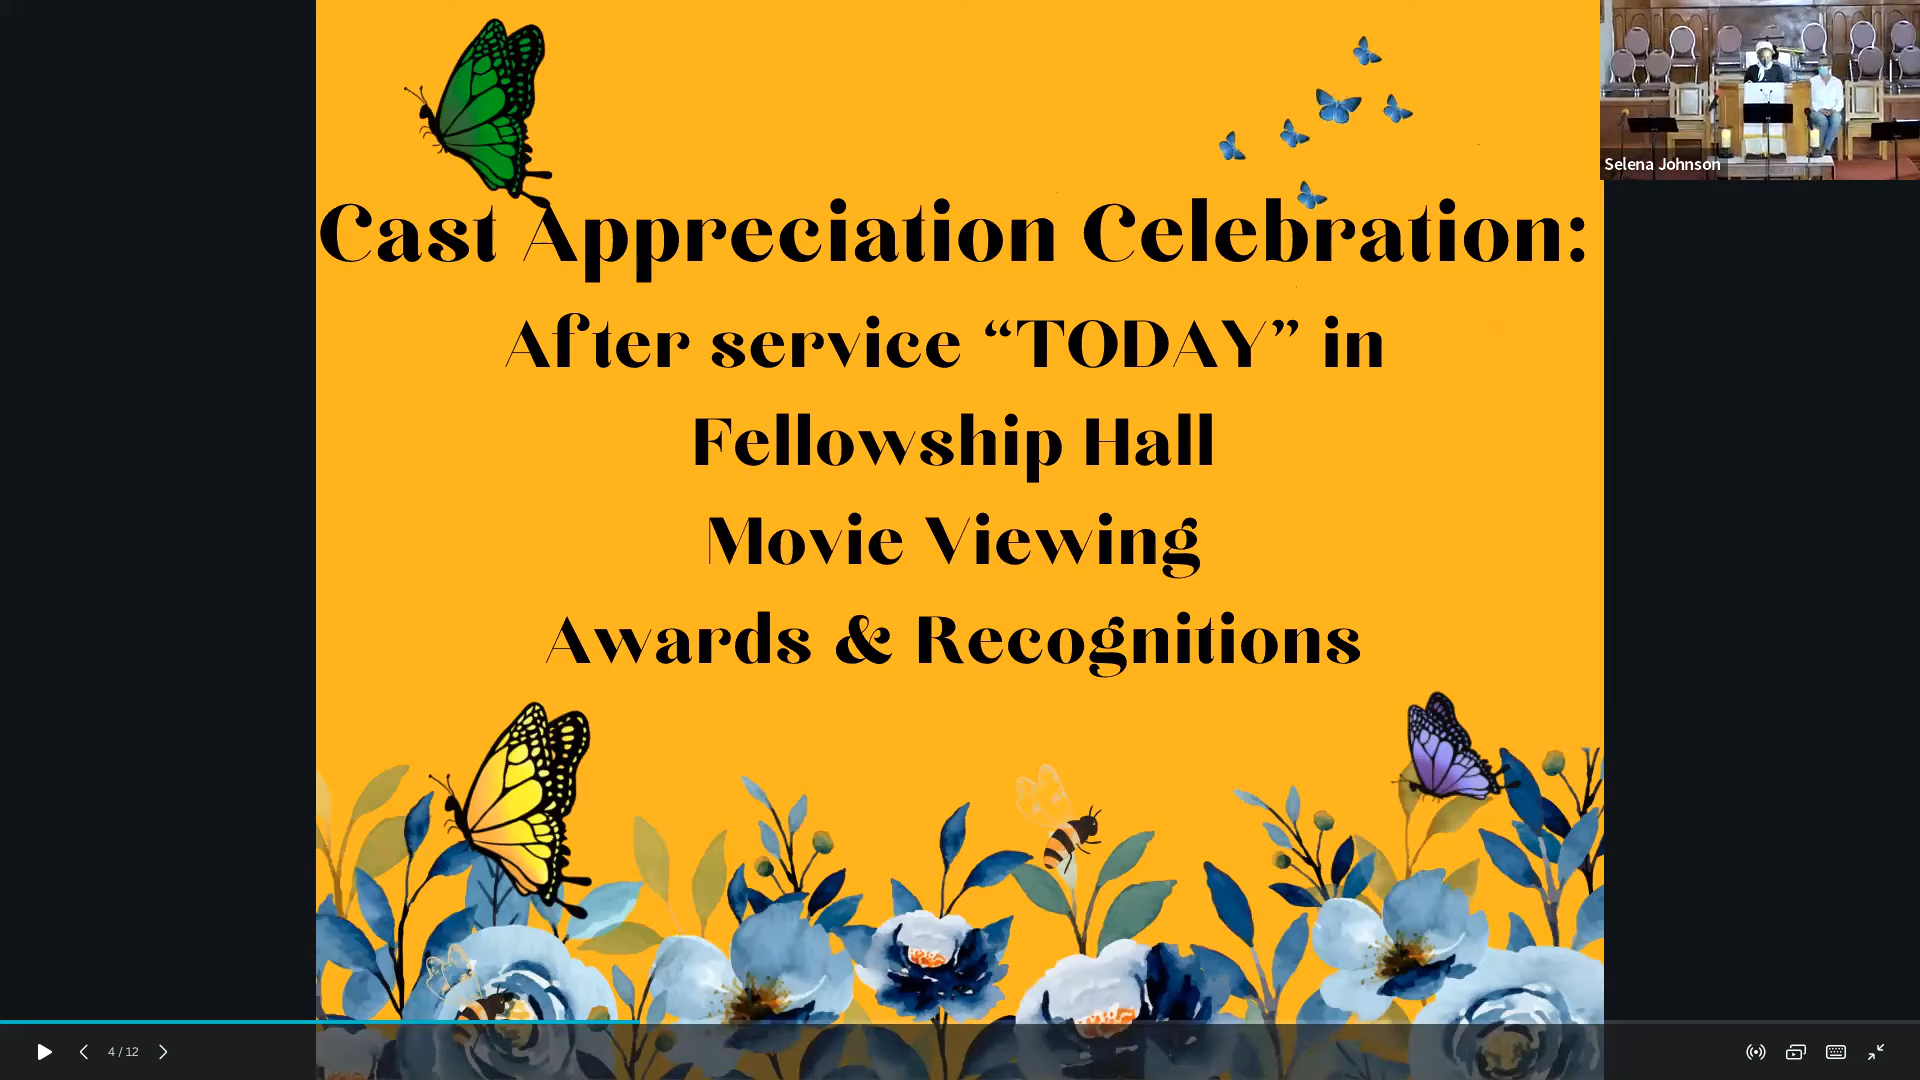 Selena Johnson
Cast Appreciation Celebration:
After service “TODAY” in
Fellowship Hall
Movie Viewing
Awards & Recognitions
4 / 12